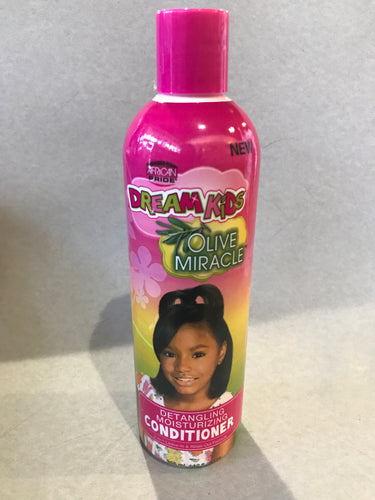 NEW
AFRICAN
PRIDE
DREAM KIDS
OLIVE
MIRACLE
DETANGLING
MOISTURIZING
CONDITIONER